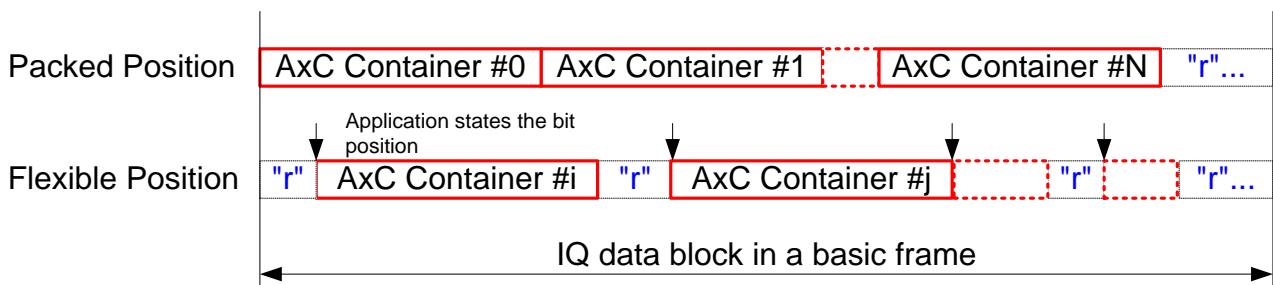 Packed Position
AxC Container #0
AxC Container #1
AxC Container #N
"r"...
Application states the bit
position
Flexible Position
"r"
AxC Container #i
"r"
AxC Container #j
"r"
"r"...
IQ data block in a basic frame